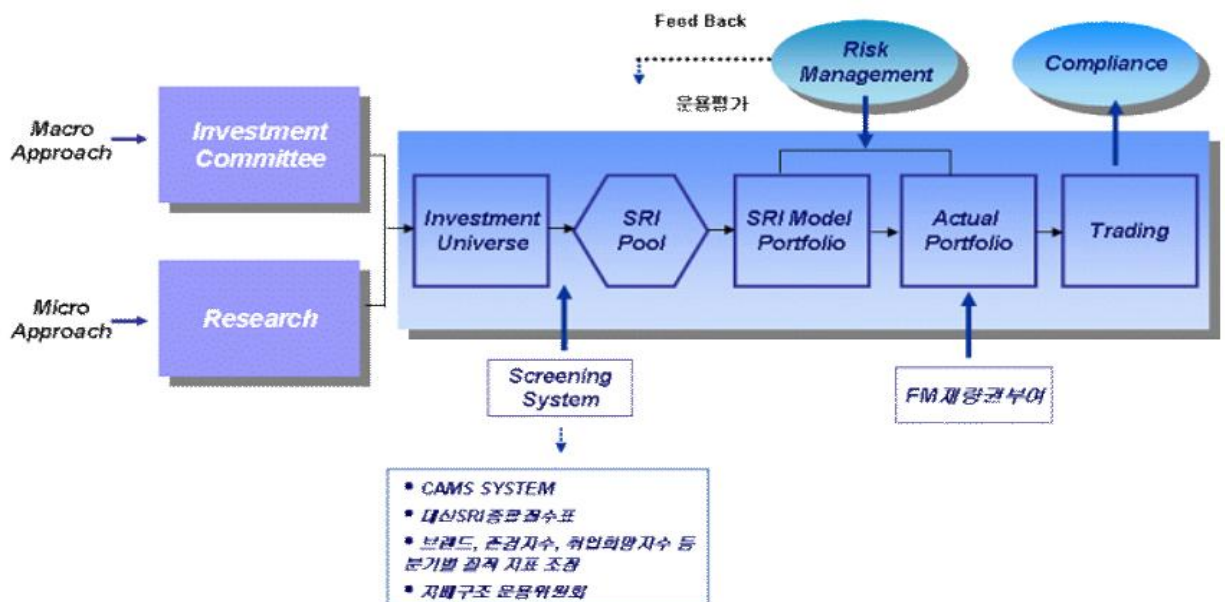 Feed Back
Risk
Management
Compliance
운용평가
Macro
Approach
Investment
Committee
Investment
Universe
SRI
Pool
SRI Model
Portfolio
Actual
Portfolio
Trading
Micro
Approach
Research
Screening
System
FM재량권부여
• CAMS SYSTEM
• 대신SRI종합점수표
• 브랜드, 존경지수, 취업희망지수 등
분기별 질적 지표 조정
• 지배구조 운용위원회